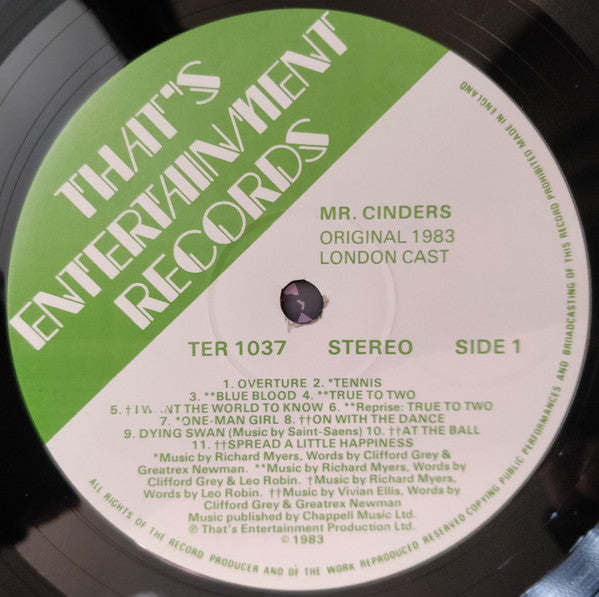 THAT'S
ENTERTAINMENT
RECORDS
MR. CINDERS
ORIGINAL 1983
LONDON CAST
TER 1037 STEREO SIDE 1
1. OVERTURE 2. *TENNIS
3. **BLUE BLOOD 4. **TRUE TO TWO
5. †I W NT THE WORLD TO KNOW 6. **Reprise: TRUE TO TWO
7. *ONE-MAN GIRL 8. ††ON WITH THE DANCE
9. DYING SWAN (Music by Saint-Saens) 10. ††AT THE BALL
11. ††SPREAD A LITTLE HAPPINESS
*Music by Richard Myers, Words by Clifford Grey &
Greatrex Newman. **Music by Richard Myers, Words by
Clifford Grey & Leo Robin. †Music by Richard Myers,
Words by Leo Robin. ††Music by Vivian Ellis, Words by
Clifford Grey & Greatrex Newman
Music published by Chappell Music Ltd.
℗ That's Entertainment Production Ltd.
© 1983
ALL RIGHTS OF THE RECORD PRODUCER AND OF THE WORK REPRODUCED RESERVED COPYING PUBLIC PERFORMANCES AND BROADCASTING OF THIS RECORD PROHIBITED MADE IN ENGLAND